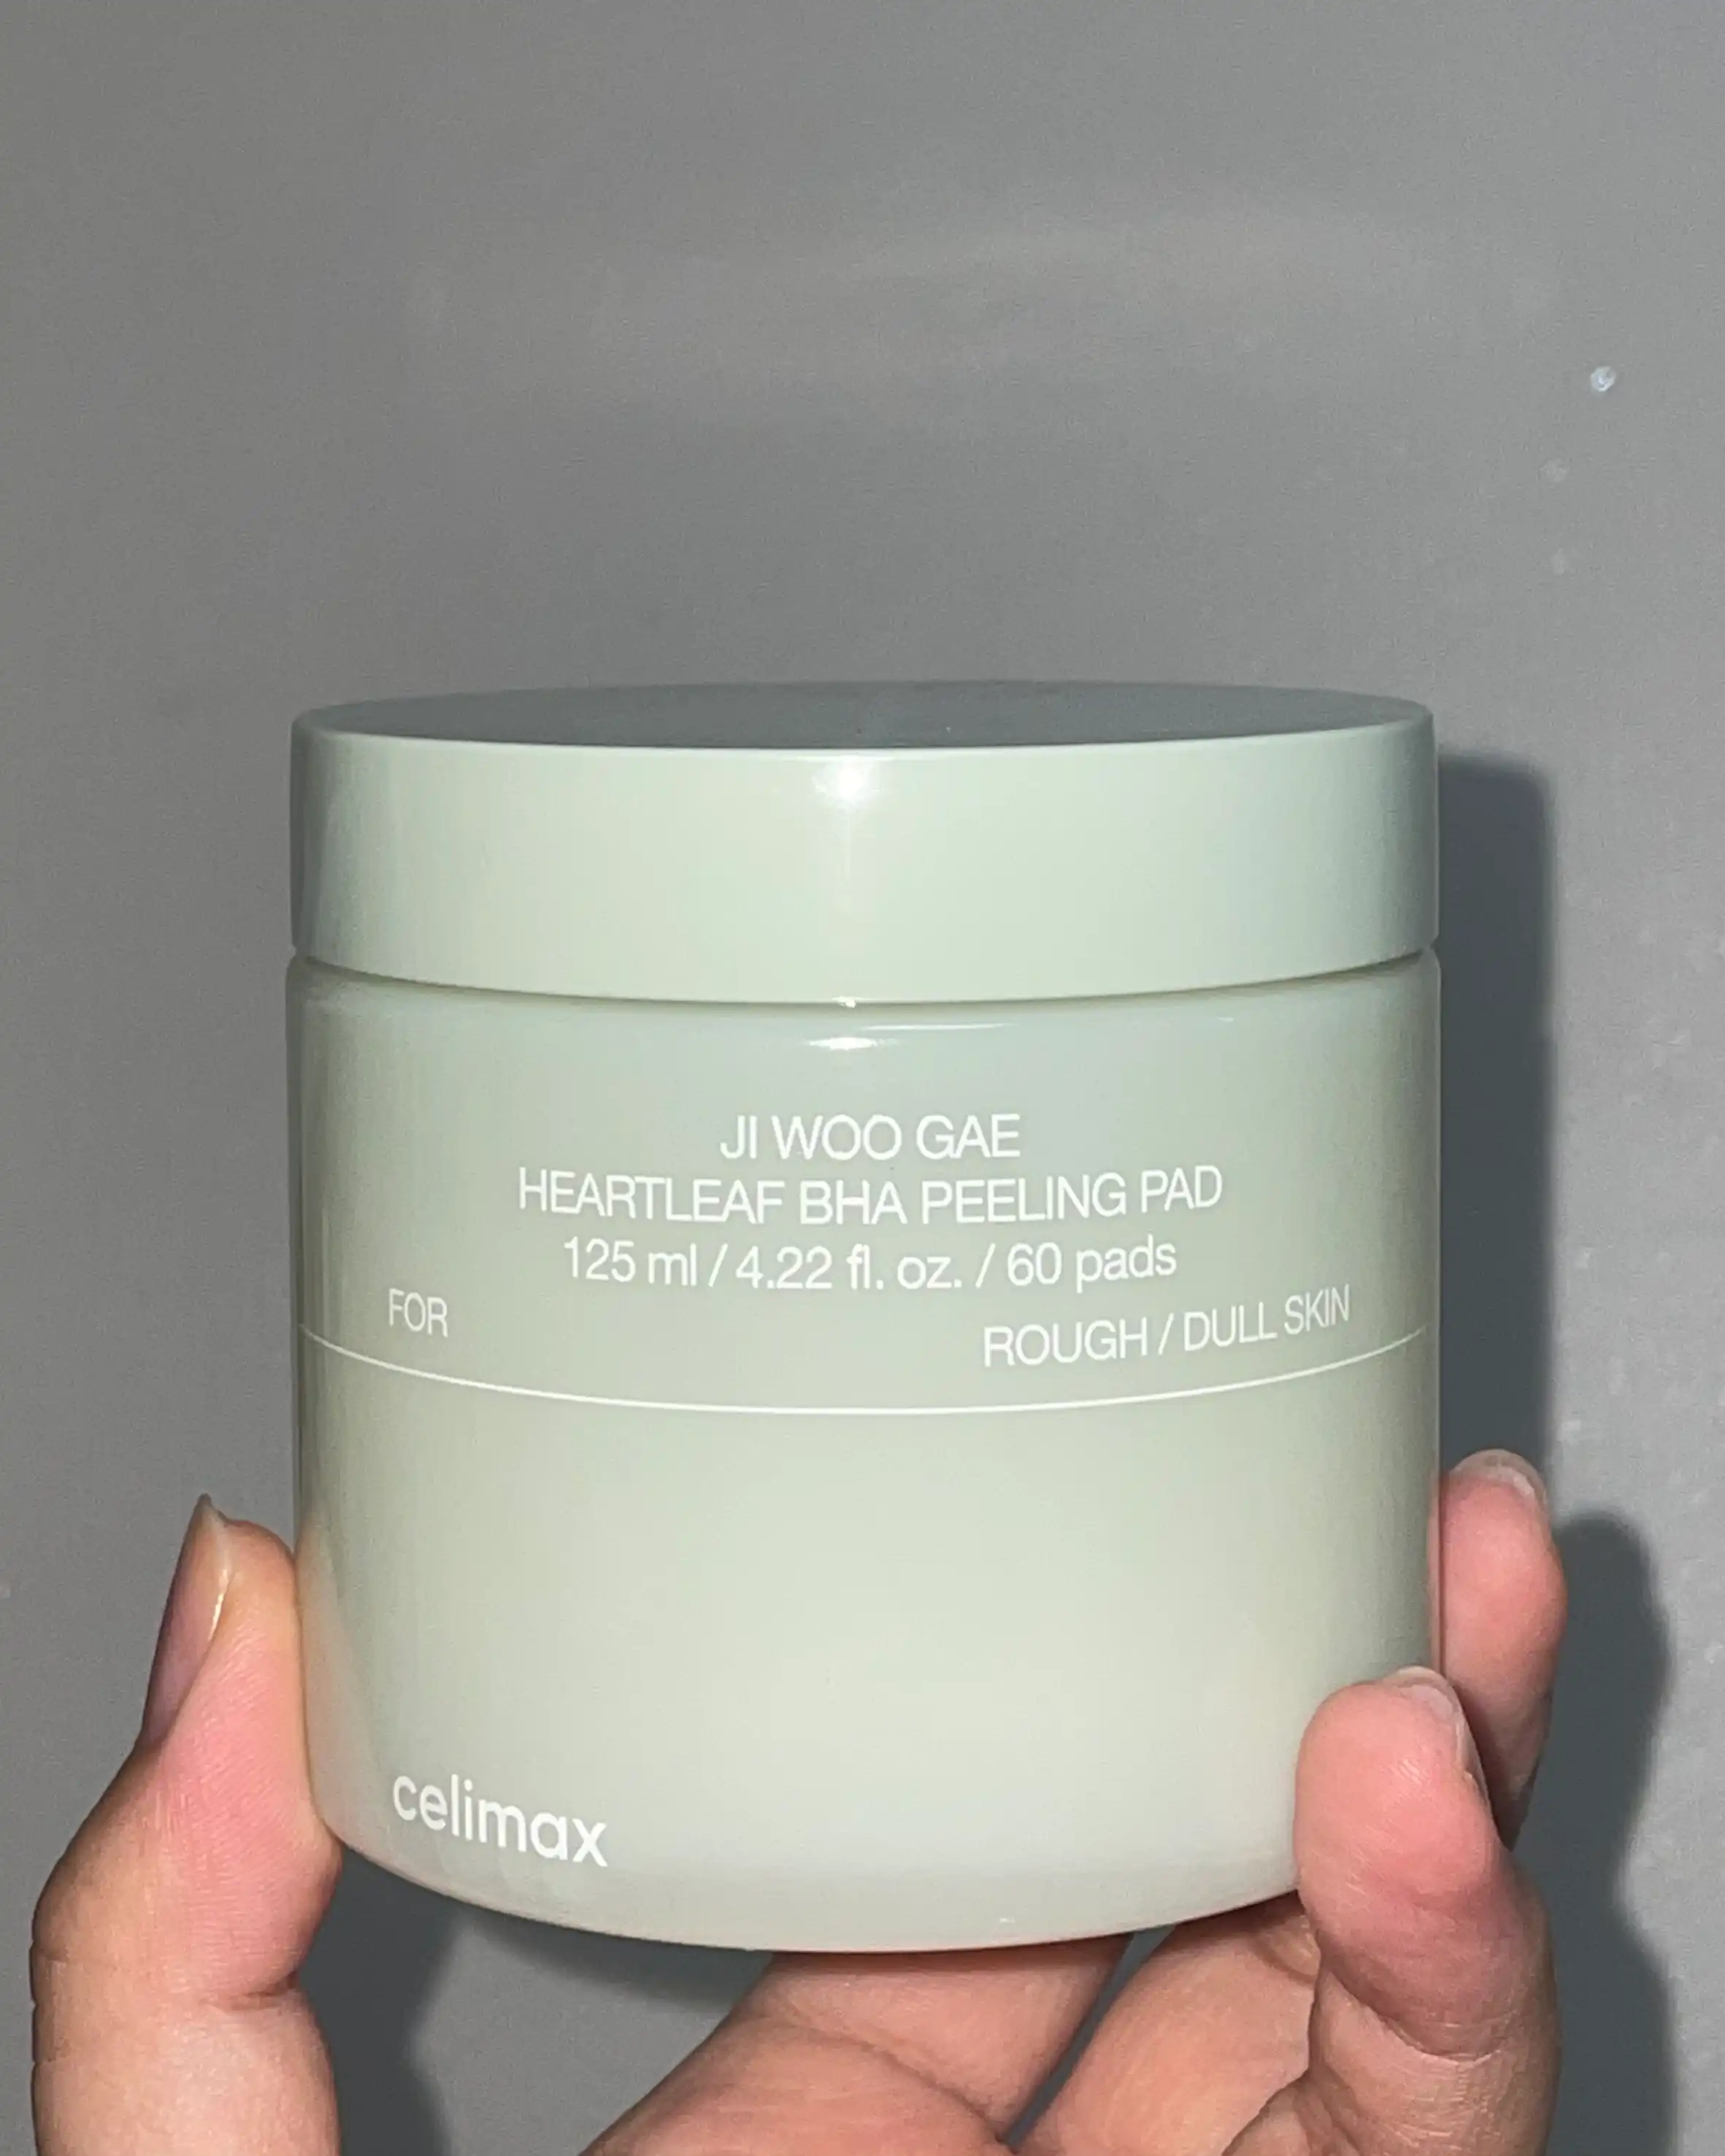 JI WOO GAE
HEARTLEAF BHA PEELING PAD
125 ml / 4.22 fl. oz. / 60 pads
FOR ROUGH / DULL SKIN
celimax